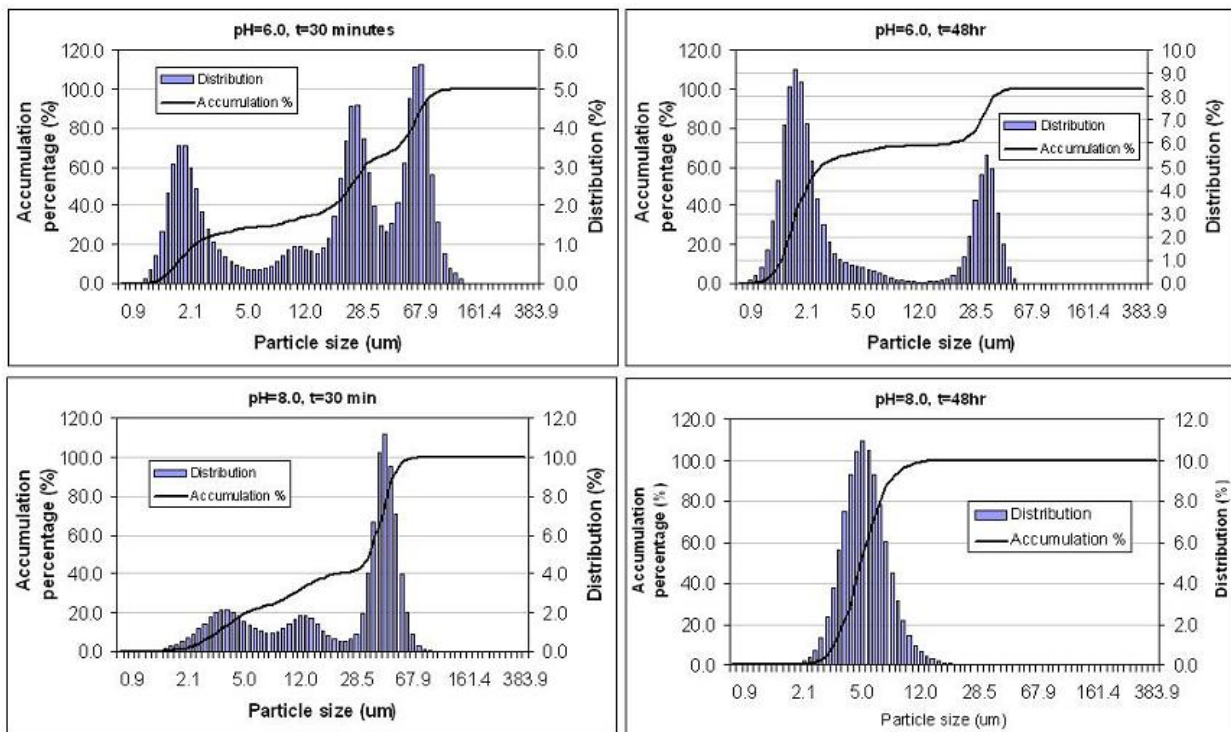 pH=6.0, t=30 minutes
Accumulation
percentage (%)
120.0
100.0
80.0
60.0
40.0
20.0
0.0
Distribution
Accumulation %
6.0
5.0
4.0
3.0
2.0
1.0
0.0
Distribution (%)
0.9 2.1 5.0 12.0 28.5 67.9 161.4 383.9
Particle size (um)
pH=6.0, t=48hr
Accumulation
percentage (%)
120.0
100.0
80.0
60.0
40.0
20.0
0.0
Distribution
Accumulation %
10.0
9.0
8.0
7.0
6.0
5.0
4.0
3.0
2.0
1.0
0.0
Distribution (%)
0.9 2.1 5.0 12.0 28.5 67.9 161.4 383.9
Particle size (um)
pH=8.0, t=30 min
Accumulation
percentage (%)
120.0
100.0
80.0
60.0
40.0
20.0
0.0
Distribution
Accumulation %
12.0
10.0
8.0
6.0
4.0
2.0
0.0
Distribution (%)
0.9 2.1 5.0 12.0 28.5 67.9 161.4 383.9
Particle size (um)
pH=8.0, t=48hr
Accumulation
percentage (%)
120.0
100.0
80.0
60.0
40.0
20.0
0.0
Distribution
Accumulation %
12.0
10.0
8.0
6.0
4.0
2.0
0.0
Distribution (%)
0.9 2.1 5.0 12.0 28.5 67.9 161.4 383.9
Particle size (um)